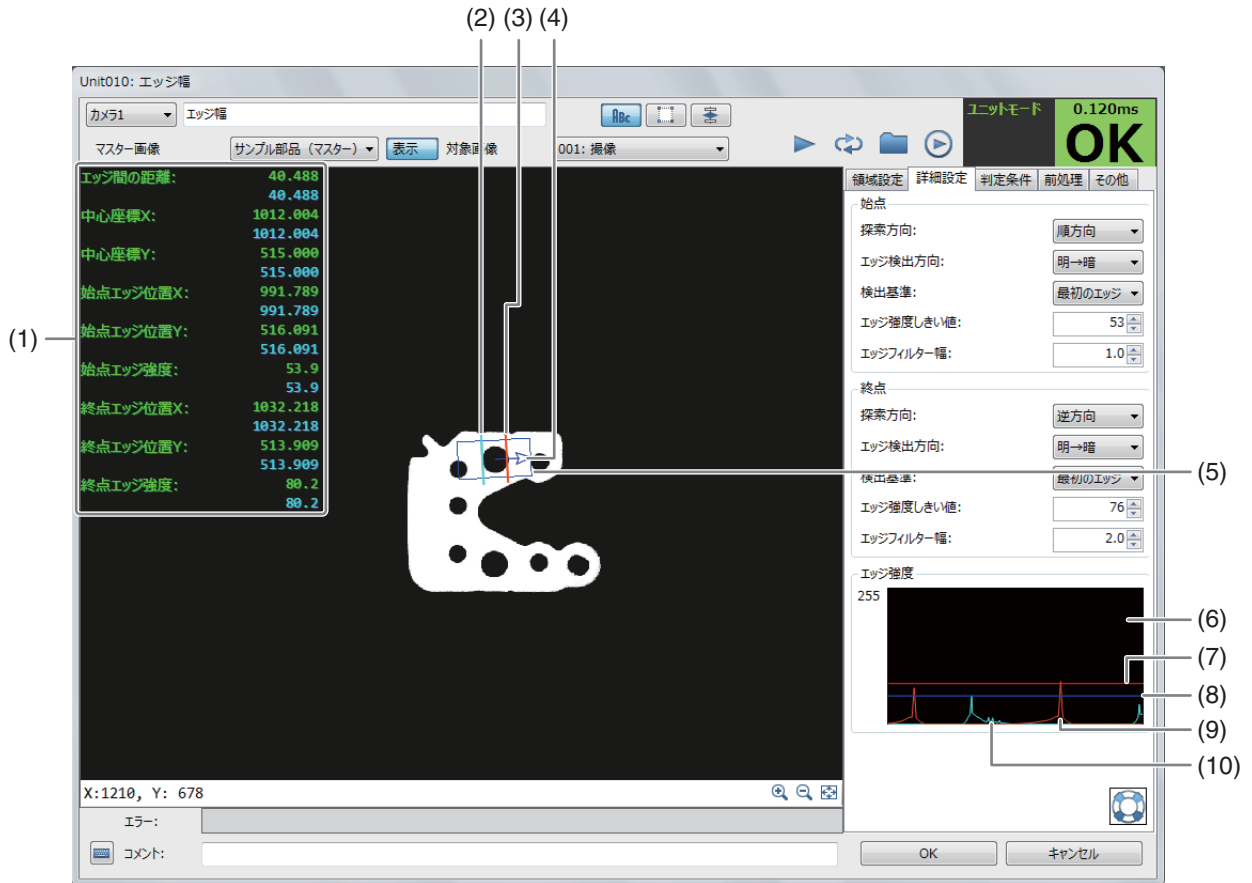 (2) (3) (4)
Unit010: エッジ幅
カメラ1 エッジ幅 ABC ユニットモード 0.120ms
OK
マスター画像 サンプル部品 (マスター) 表示 対象画像 001: 撮像
エッジ間の距離: 40.488
40.488
中心座標X: 1012.004
1012.004
中心座標Y: 515.000
515.000
始点エッジ位置X: 991.789
991.789
始点エッジ位置Y: 516.091
516.091
始点エッジ強度: 53.9
53.9
終点エッジ位置X: 1032.218
1032.218
終点エッジ位置Y: 513.909
513.909
終点エッジ強度: 80.2
80.2
(1)
領域設定 詳細設定 判定条件 前処理 その他
始点
探索方向: 順方向
エッジ検出方向: 明→暗
検出基準: 最初のエッジ
エッジ強度しきい値: 53
エッジフィルター幅: 1.0
終点
探索方向: 逆方向
エッジ検出方向: 明→暗
検出基準: 最初のエッジ
エッジ強度しきい値: 76
エッジフィルター幅: 2.0
エッジ強度
255
(5)
(6)
(7)
(8)
(9)
(10)
X:1210, Y: 678
エラー:
コメント:
OK キャンセル